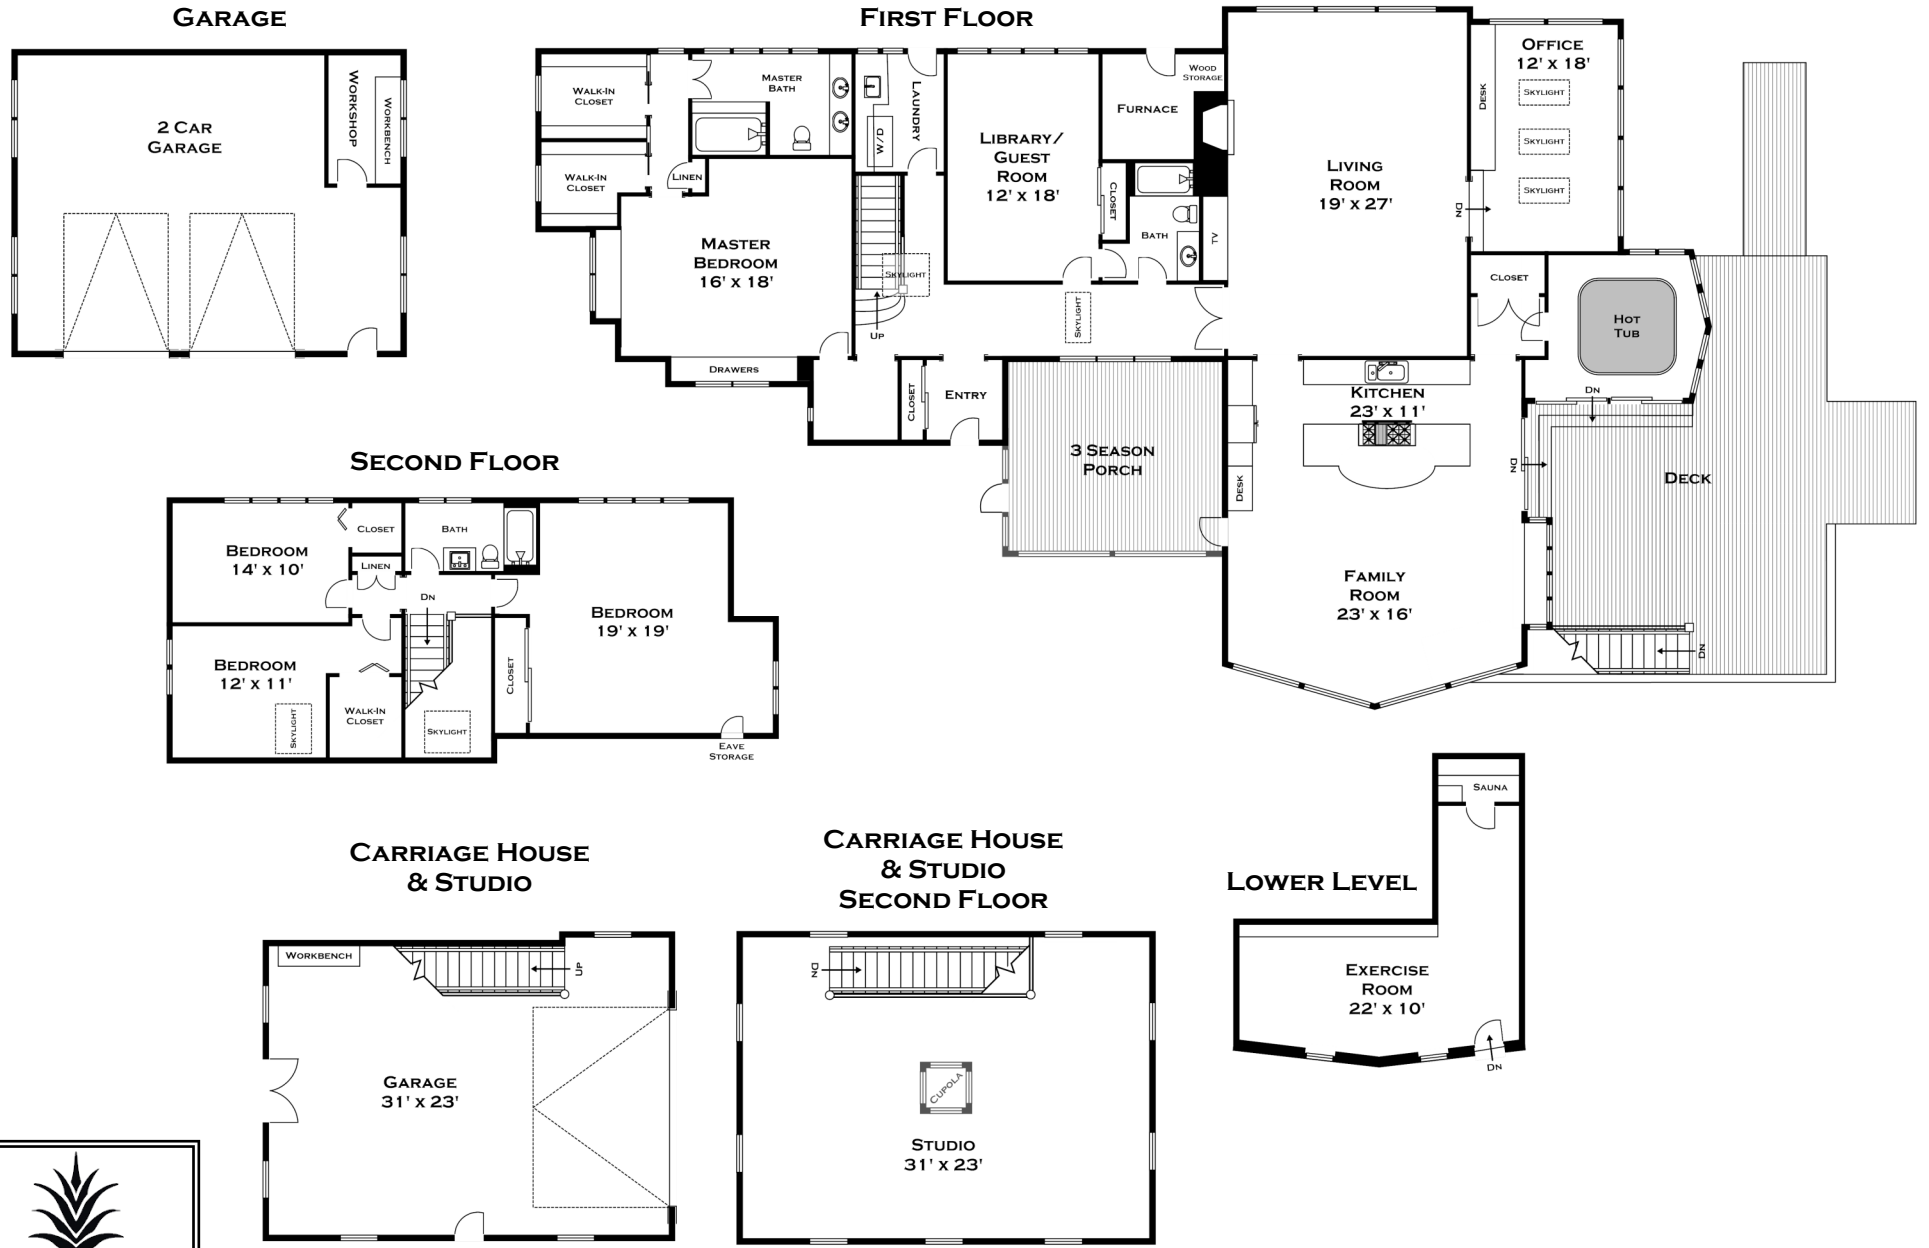 GARAGE
2 CAR
GARAGE
WORKSHOP
WORKBENCH
FIRST FLOOR
WALK-IN
CLOSET
WALK-IN
CLOSET
LINEN
MASTER
BATH
MASTER
BEDROOM
16' X 18'
DRAWERS
W/D
LAUNDRY
SKYLIGHT
UP
CLOSET
ENTRY
LIBRARY/
GUEST
ROOM
12' X 18'
CLOSET
FURNACE
WOOD
STORAGE
BATH
TV
SKYLIGHT
3 SEASON
PORCH
LIVING
ROOM
19' X 27'
DN
DESK
OFFICE
12' X 18'
SKYLIGHT
SKYLIGHT
SKYLIGHT
CLOSET
HOT
TUB
DN
KITCHEN
23' X 11'
DESK
DN
DECK
FAMILY
ROOM
23' X 16'
DN
SECOND FLOOR
BEDROOM
14' X 10'
CLOSET
LINEN
BATH
DN
BEDROOM
19' X 19'
BEDROOM
12' X 11'
SKYLIGHT
WALK-IN
CLOSET
SKYLIGHT
CLOSET
EAVE
STORAGE
CARRIAGE HOUSE
& STUDIO
WORKBENCH
UP
GARAGE
31' X 23'
CARRIAGE HOUSE
& STUDIO
SECOND FLOOR
DN
CUPOLA
STUDIO
31' X 23'
LOWER LEVEL
SAUNA
EXERCISE
ROOM
22' X 10'
DN